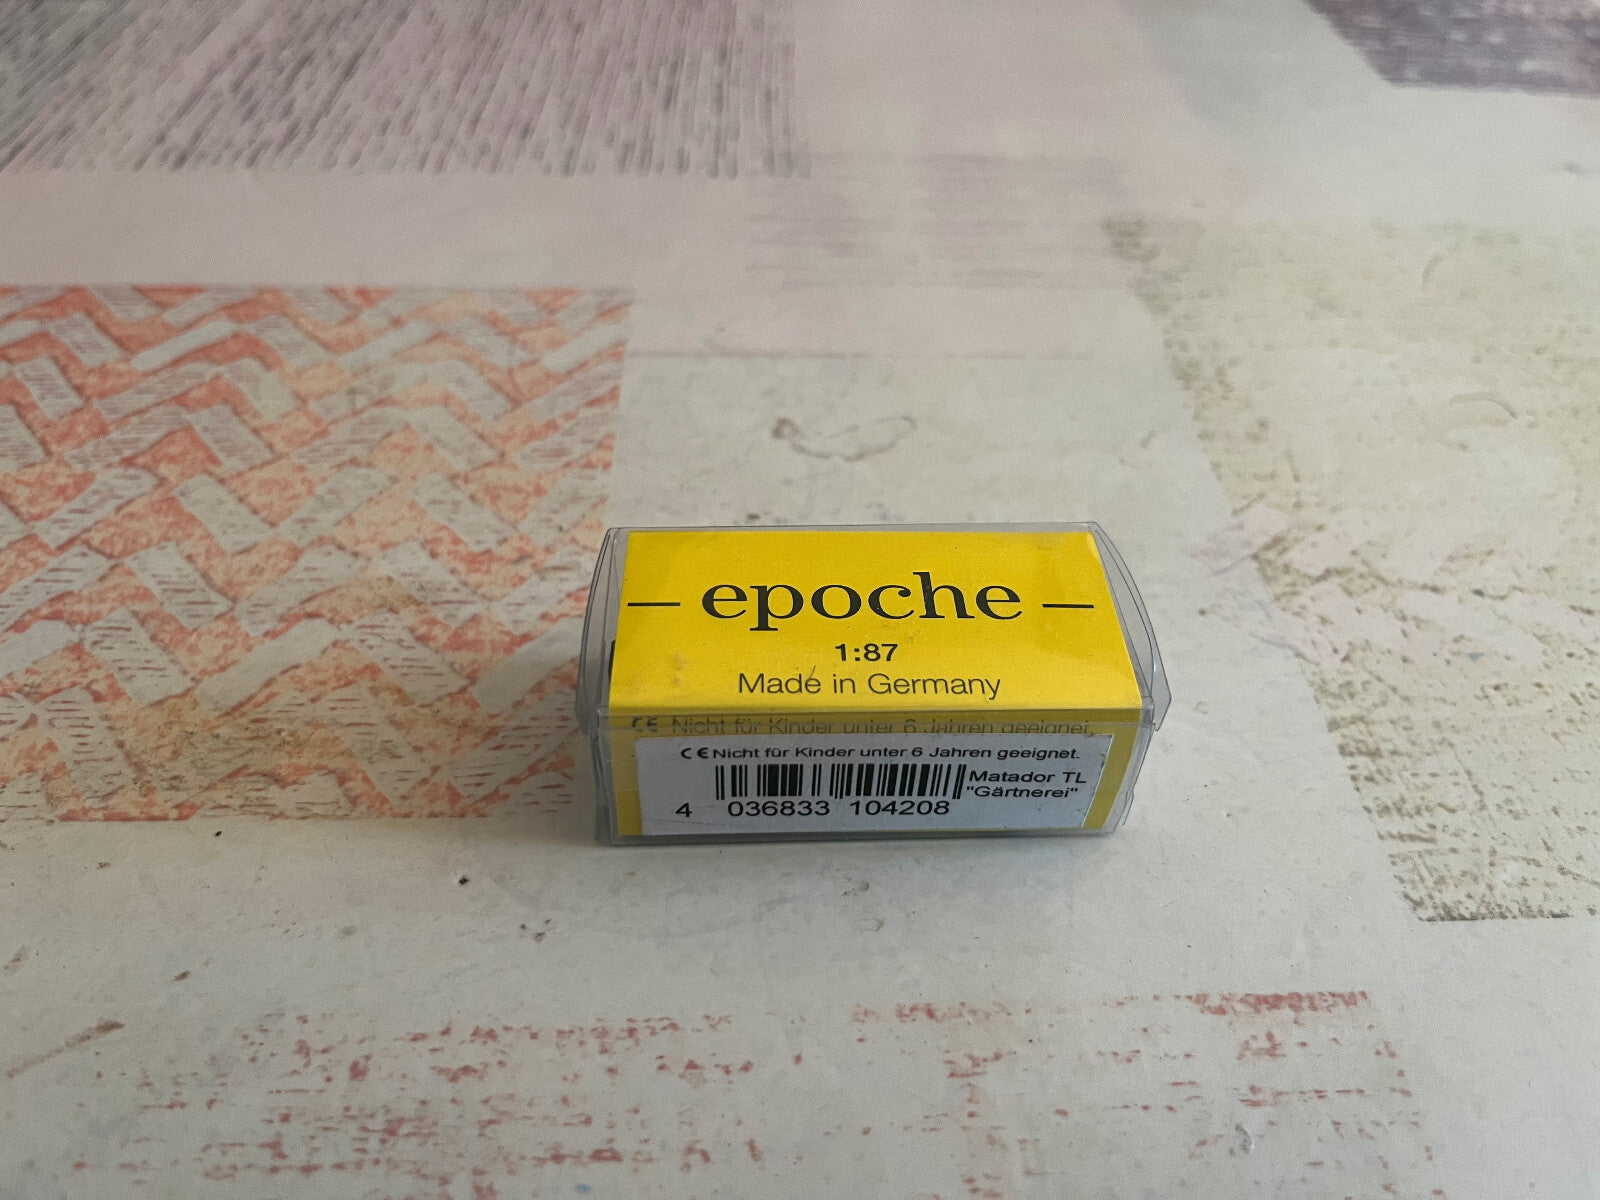 — epoche —
1:87
Made in Germany
CE Nicht für Kinder unter 6 Jahren geeignet.
CE Nicht für Kinder unter 6 Jahren geeignet.
Matador TL
"Gärtnerei"
4 036833 104208